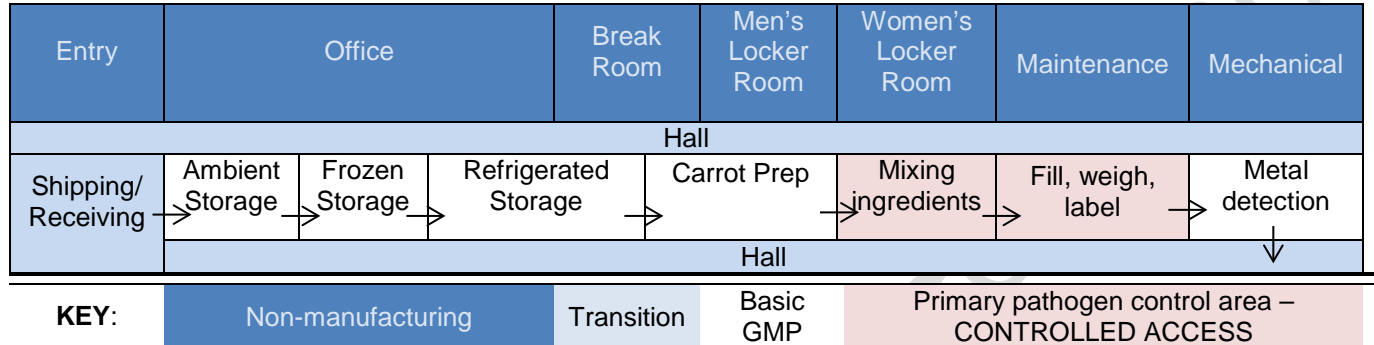 Entry
Office
Break
Room
Men’s
Locker
Room
Women’s
Locker
Room
Maintenance
Mechanical
Hall
Shipping/
Receiving
Ambient
Storage
Frozen
Storage
Refrigerated
Storage
Carrot Prep
Mixing
ingredients
Fill, weigh,
label
Metal
detection
Hall
KEY:
Non-manufacturing
Transition
Basic
GMP
Primary pathogen control area –
CONTROLLED ACCESS